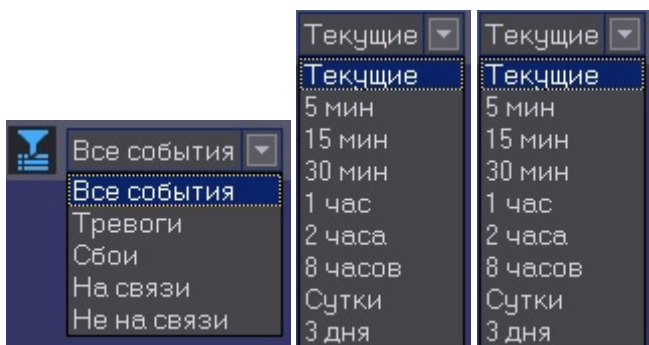 Все события
Все события
Тревоги
Сбои
На связи
Не на связи
Текущие
Текущие
5 мин
15 мин
30 мин
1 час
2 часа
8 часов
Сутки
3 дня
Текущие
Текущие
5 мин
15 мин
30 мин
1 час
2 часа
8 часов
Сутки
3 дня